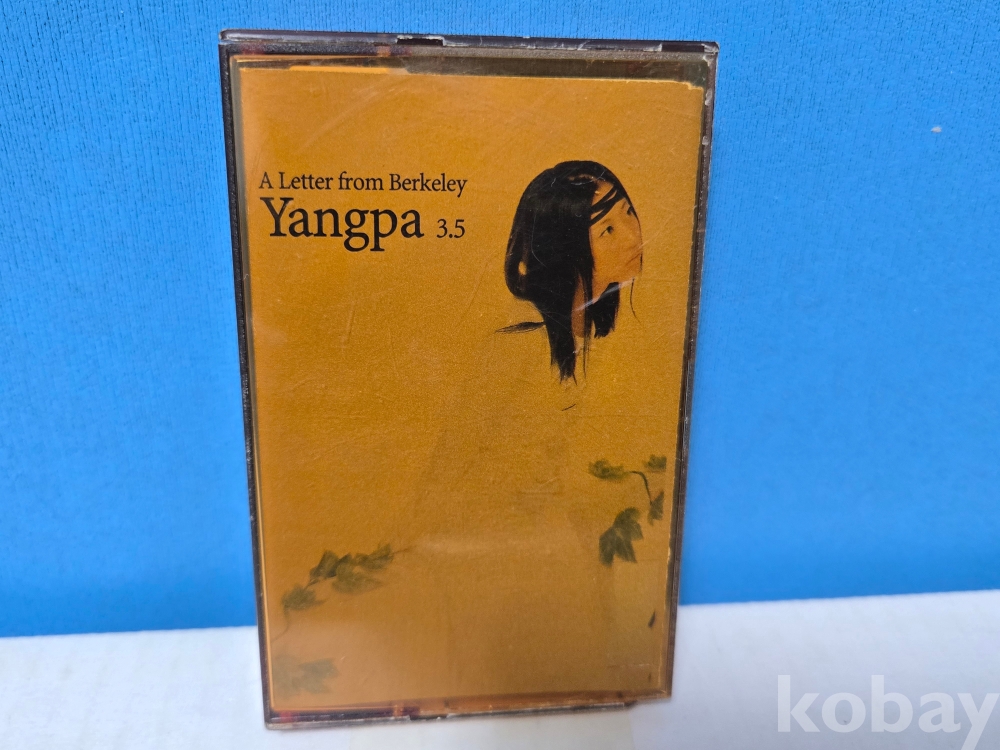 A Letter from Berkeley
Yangpa 3.5
kobay